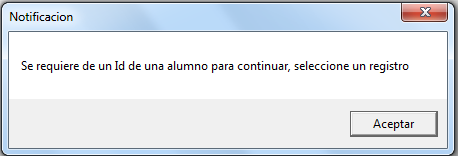 Notificacion
Se requiere de un Id de una alumno para continuar, seleccione un registro
Aceptar